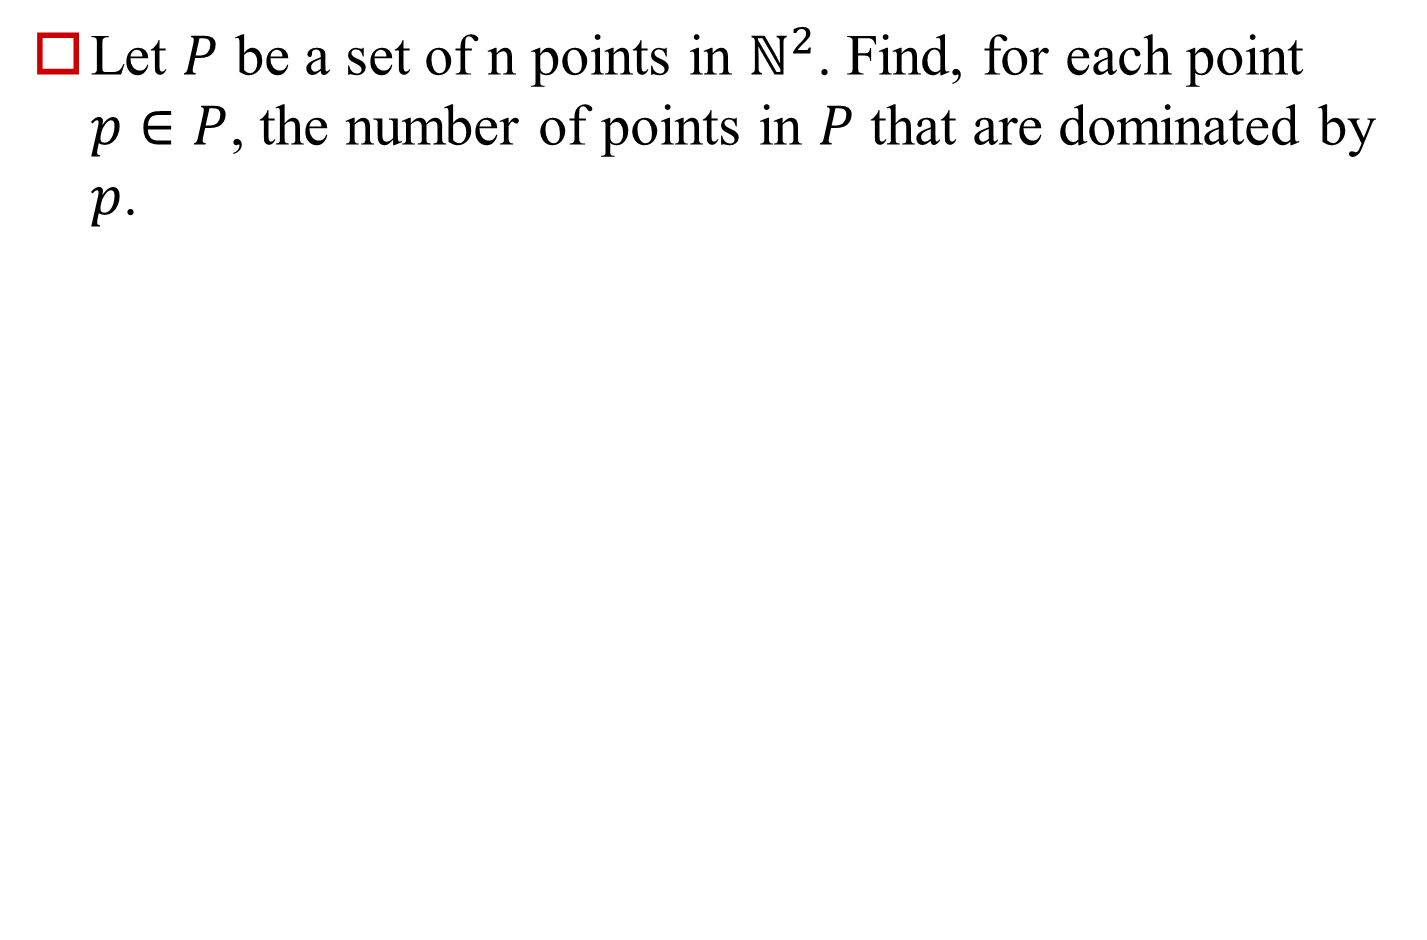 Let 𝑃 be a set of n points in ℕ². Find, for each point
𝑝 ∈ 𝑃, the number of points in 𝑃 that are dominated by
𝑝.